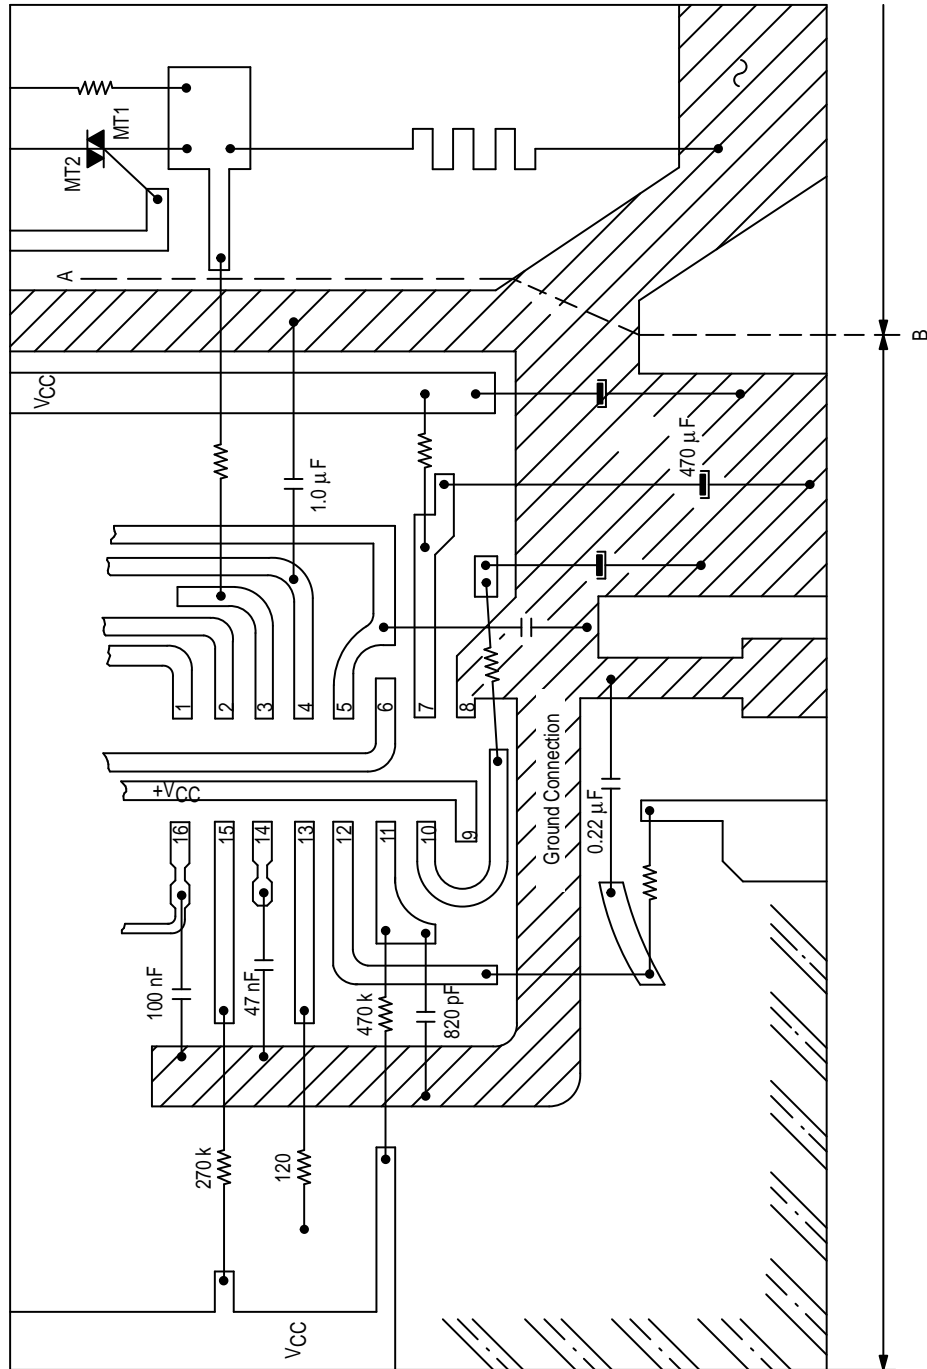 MT1
MT2
A
B
VCC
1.0 µF
470 µF
1
2
3
4
5
6
7
8
+VCC
Ground Connection
16
15
14
13
12
11
10
9
0.22 µF
100 nF
47 nF
470 k
820 pF
270 k
120
VCC